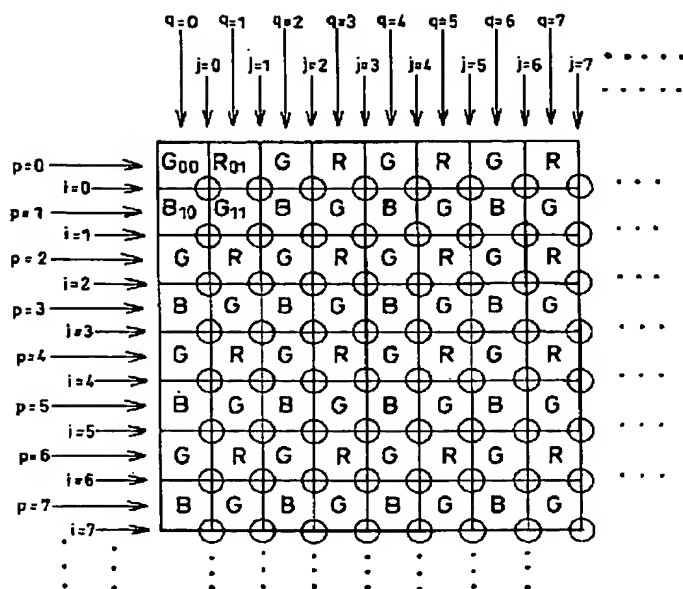 q=0 q=1 q=2 q=3 q=4 q=5 q=6 q=7
j=0 j=1 j=2 j=3 j=4 j=5 j=6 j=7
p=0 G00 R01 G R G R G R
i=0
p=1 B10 G11 B G B G B G
i=1
p=2 G R G R G R G R
i=2
p=3 B G B G B G B G
i=3
p=4 G R G R G R G R
i=4
p=5 B G B G B G B G
i=5
p=6 G R G R G R G R
i=6
p=7 B G B G B G B G
i=7